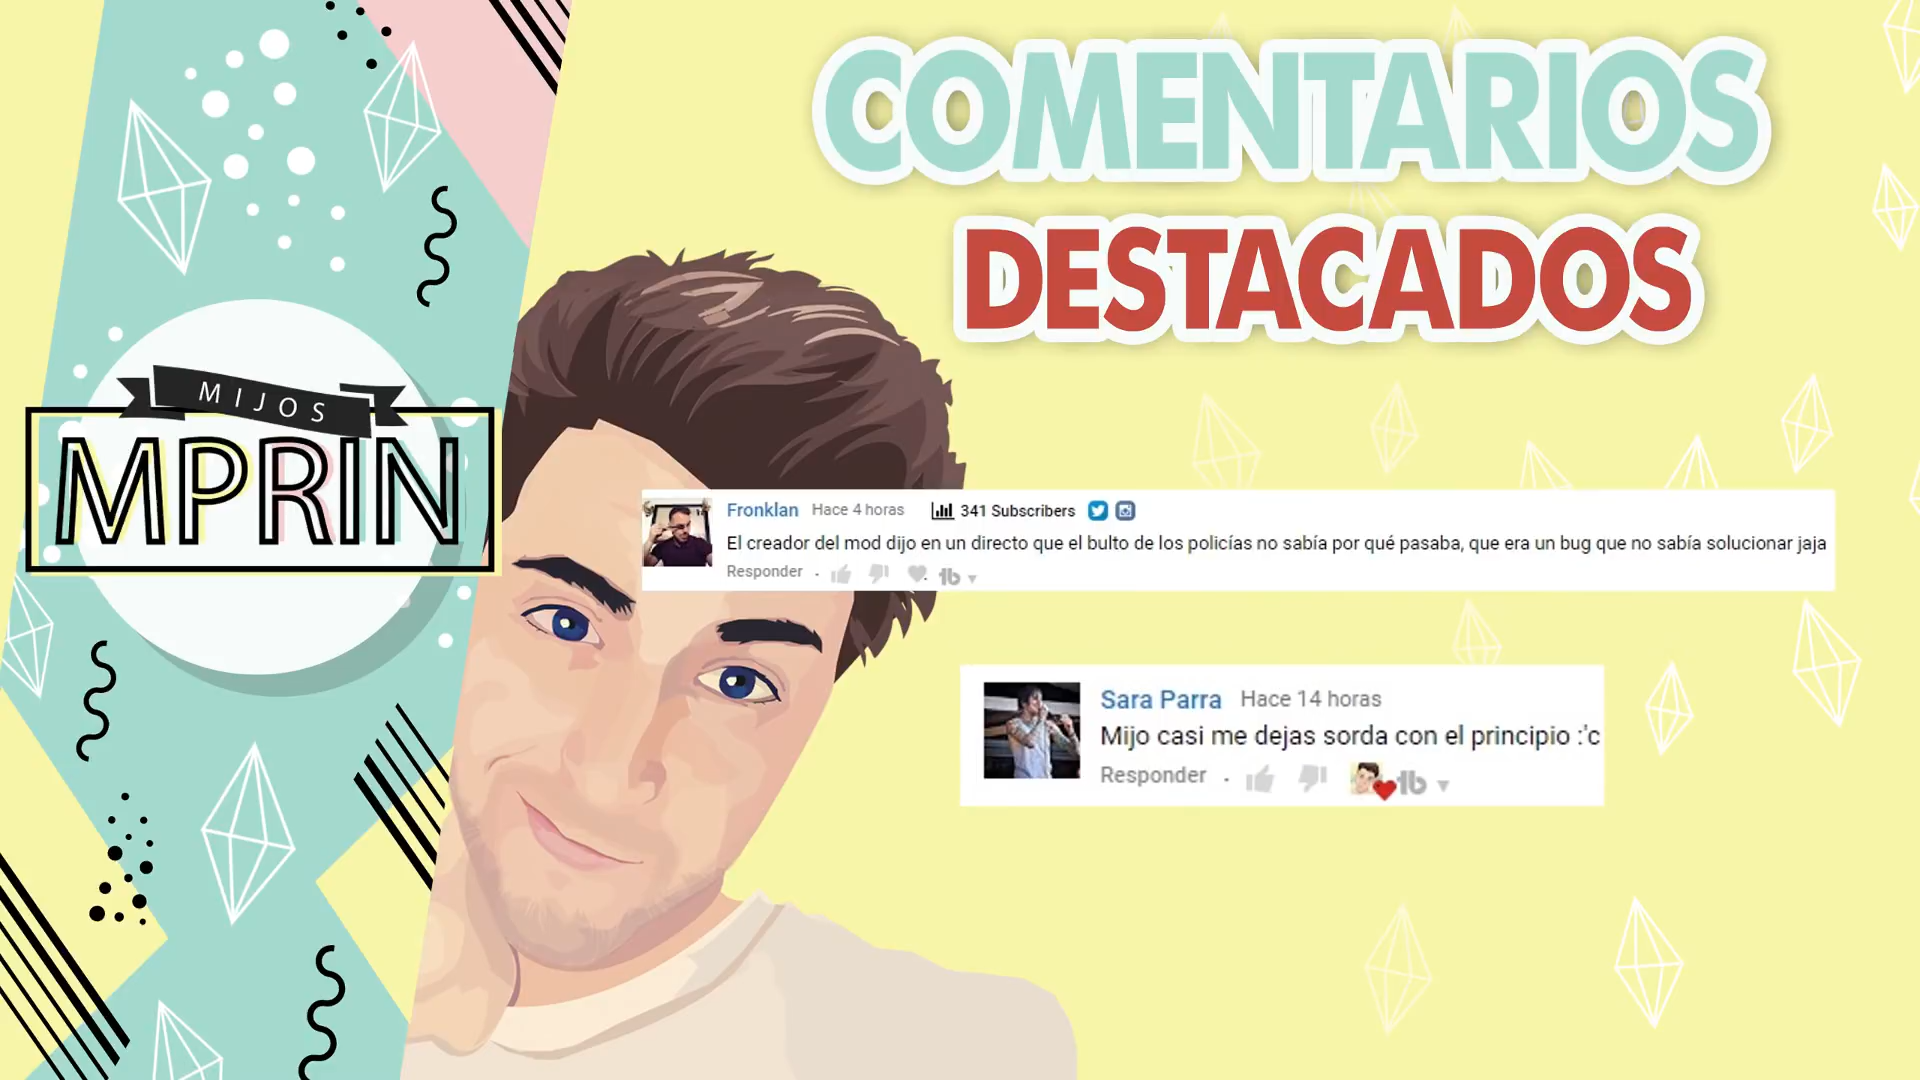 COMENTARIOS
DESTACADOS
MIJOS
MPRIN
Fronklan Hace 4 horas 341 Subscribers
El creador del mod dijo en un directo que el bulto de los policías no sabía por qué pasaba, que era un bug que no sabía solucionar jaja
Responder
Sara Parra Hace 14 horas
Mijo casi me dejas sorda con el principio :'c
Responder